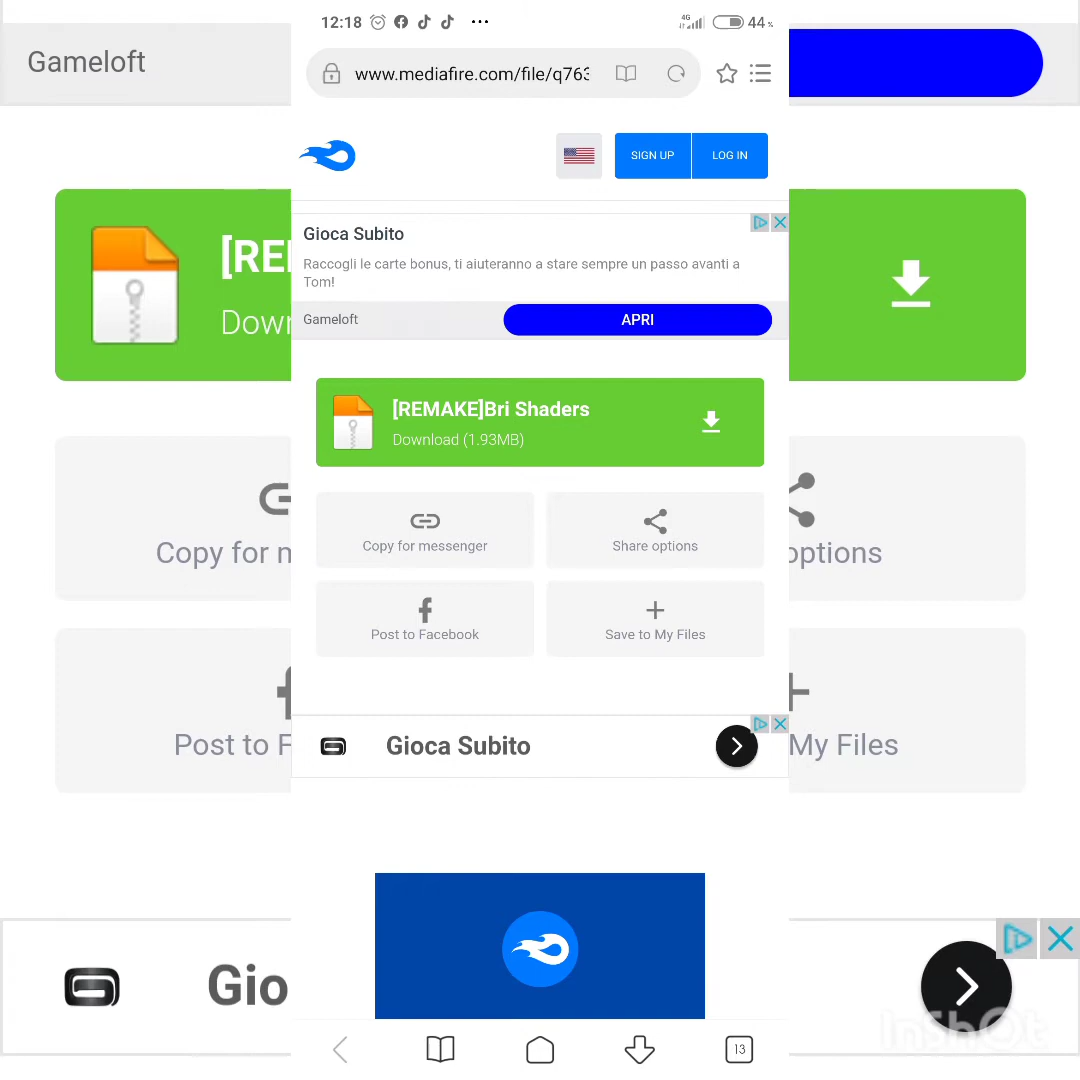 Gameloft
12:18
4G
44 %
www.mediafire.com/file/q763
SIGN UP
LOG IN
Gioca Subito
Raccogli le carte bonus, ti aiuteranno a stare sempre un passo avanti a
Tom!
Gameloft
APRI
[RE
Down
[REMAKE]Bri Shaders
Download (1.93MB)
Copy for messenger
Share options
Copy for m
options
Post to Facebook
Save to My Files
Post to F
My Files
Gioca Subito
Gio
InShOt
13